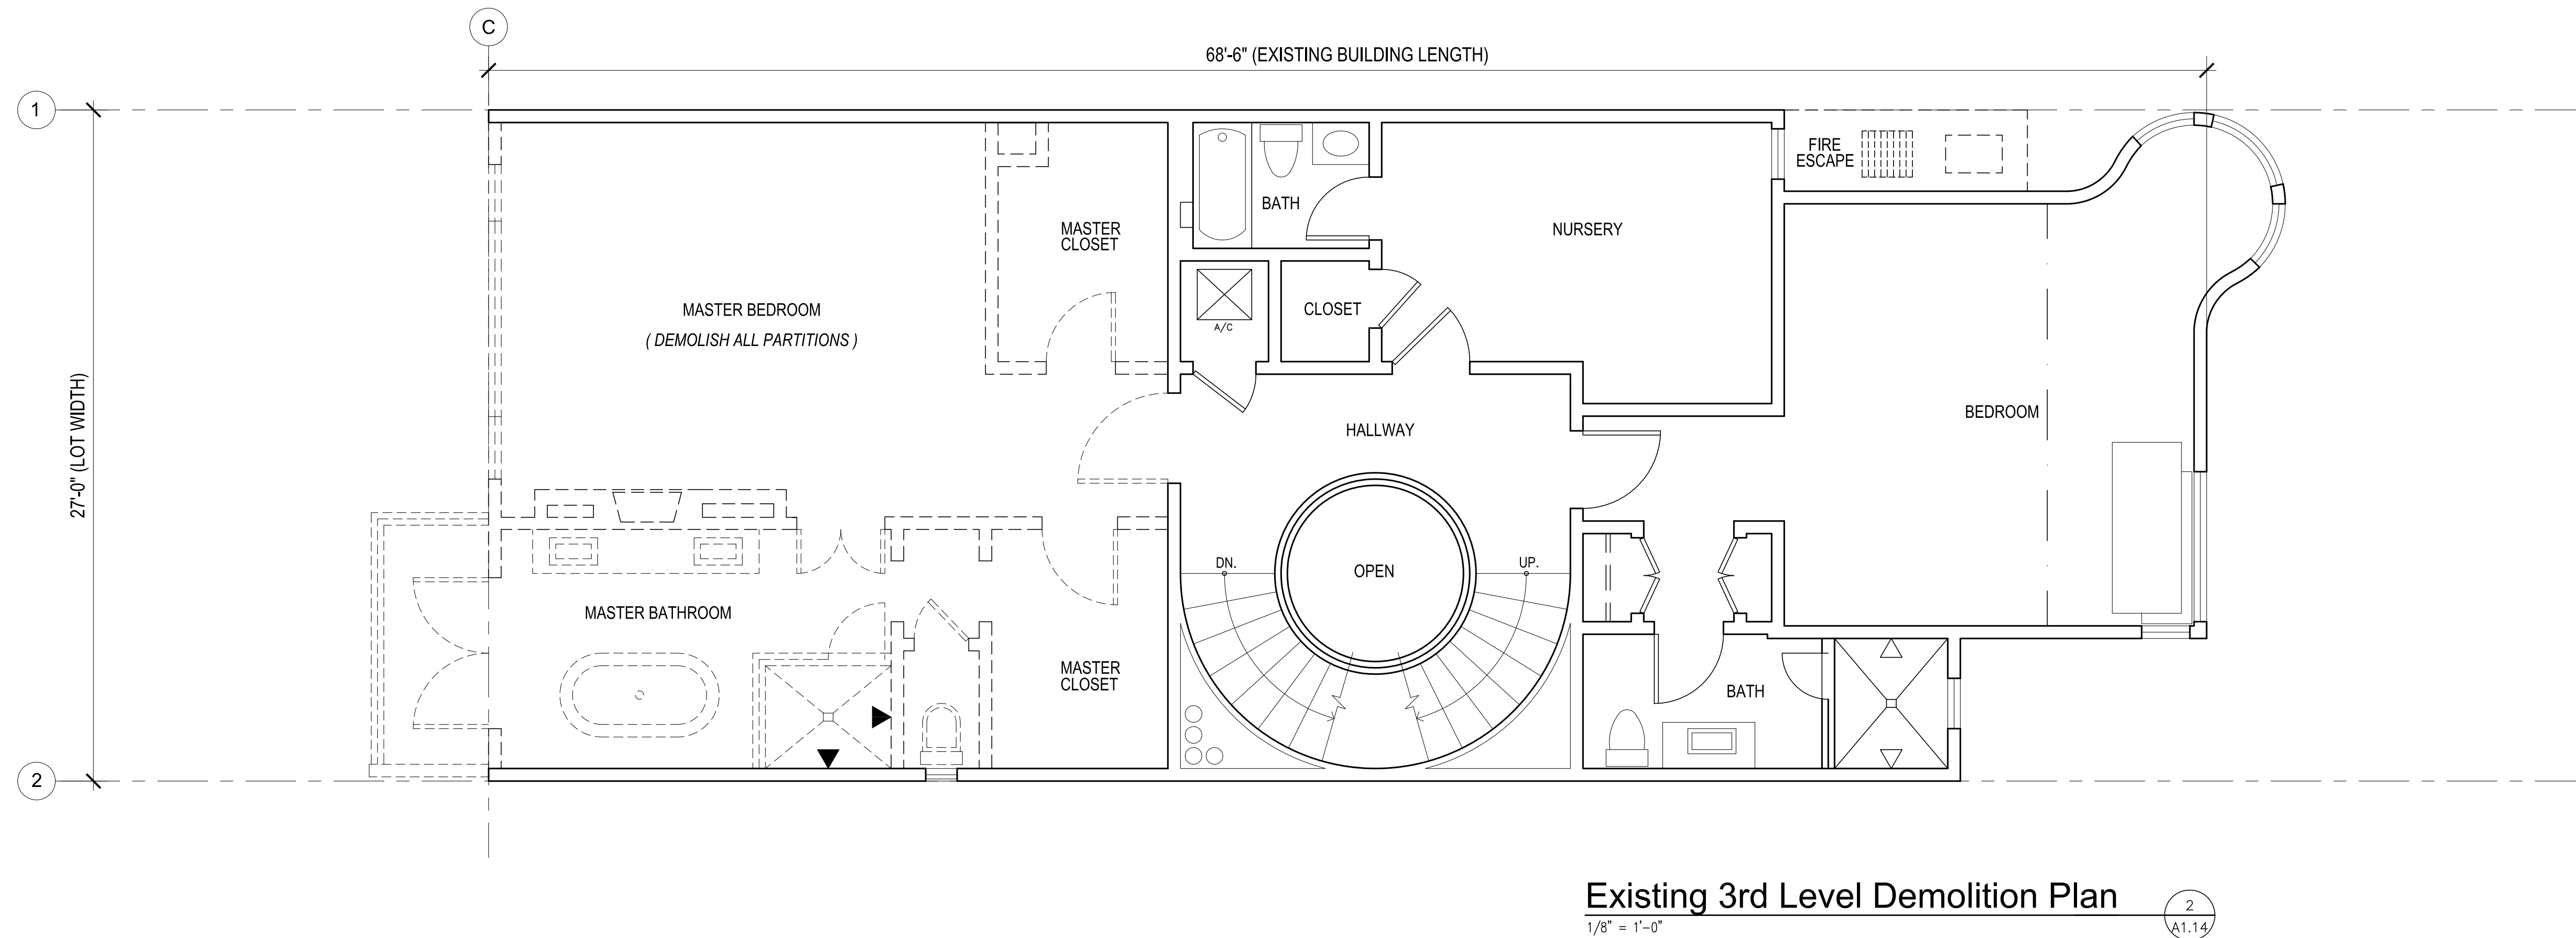 C
68'-6" (EXISTING BUILDING LENGTH)
1
FIRE
ESCAPE
BATH
MASTER
CLOSET
NURSERY
MASTER BEDROOM
( DEMOLISH ALL PARTITIONS )
CLOSET
A/C
27'-0" (LOT WIDTH)
HALLWAY
BEDROOM
DN.
OPEN
UP.
MASTER BATHROOM
MASTER
CLOSET
BATH
2
Existing 3rd Level Demolition Plan
1/8" = 1'-0"
2
A1.14